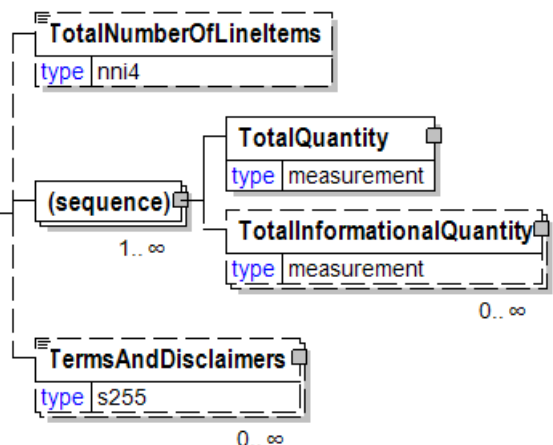 TotalNumberOfLineItems
type nni4
TotalQuantity
type measurement
(sequence)
1.. ∞
TotalInformationalQuantity
type measurement
0.. ∞
TermsAndDisclaimers
type s255
0.. ∞